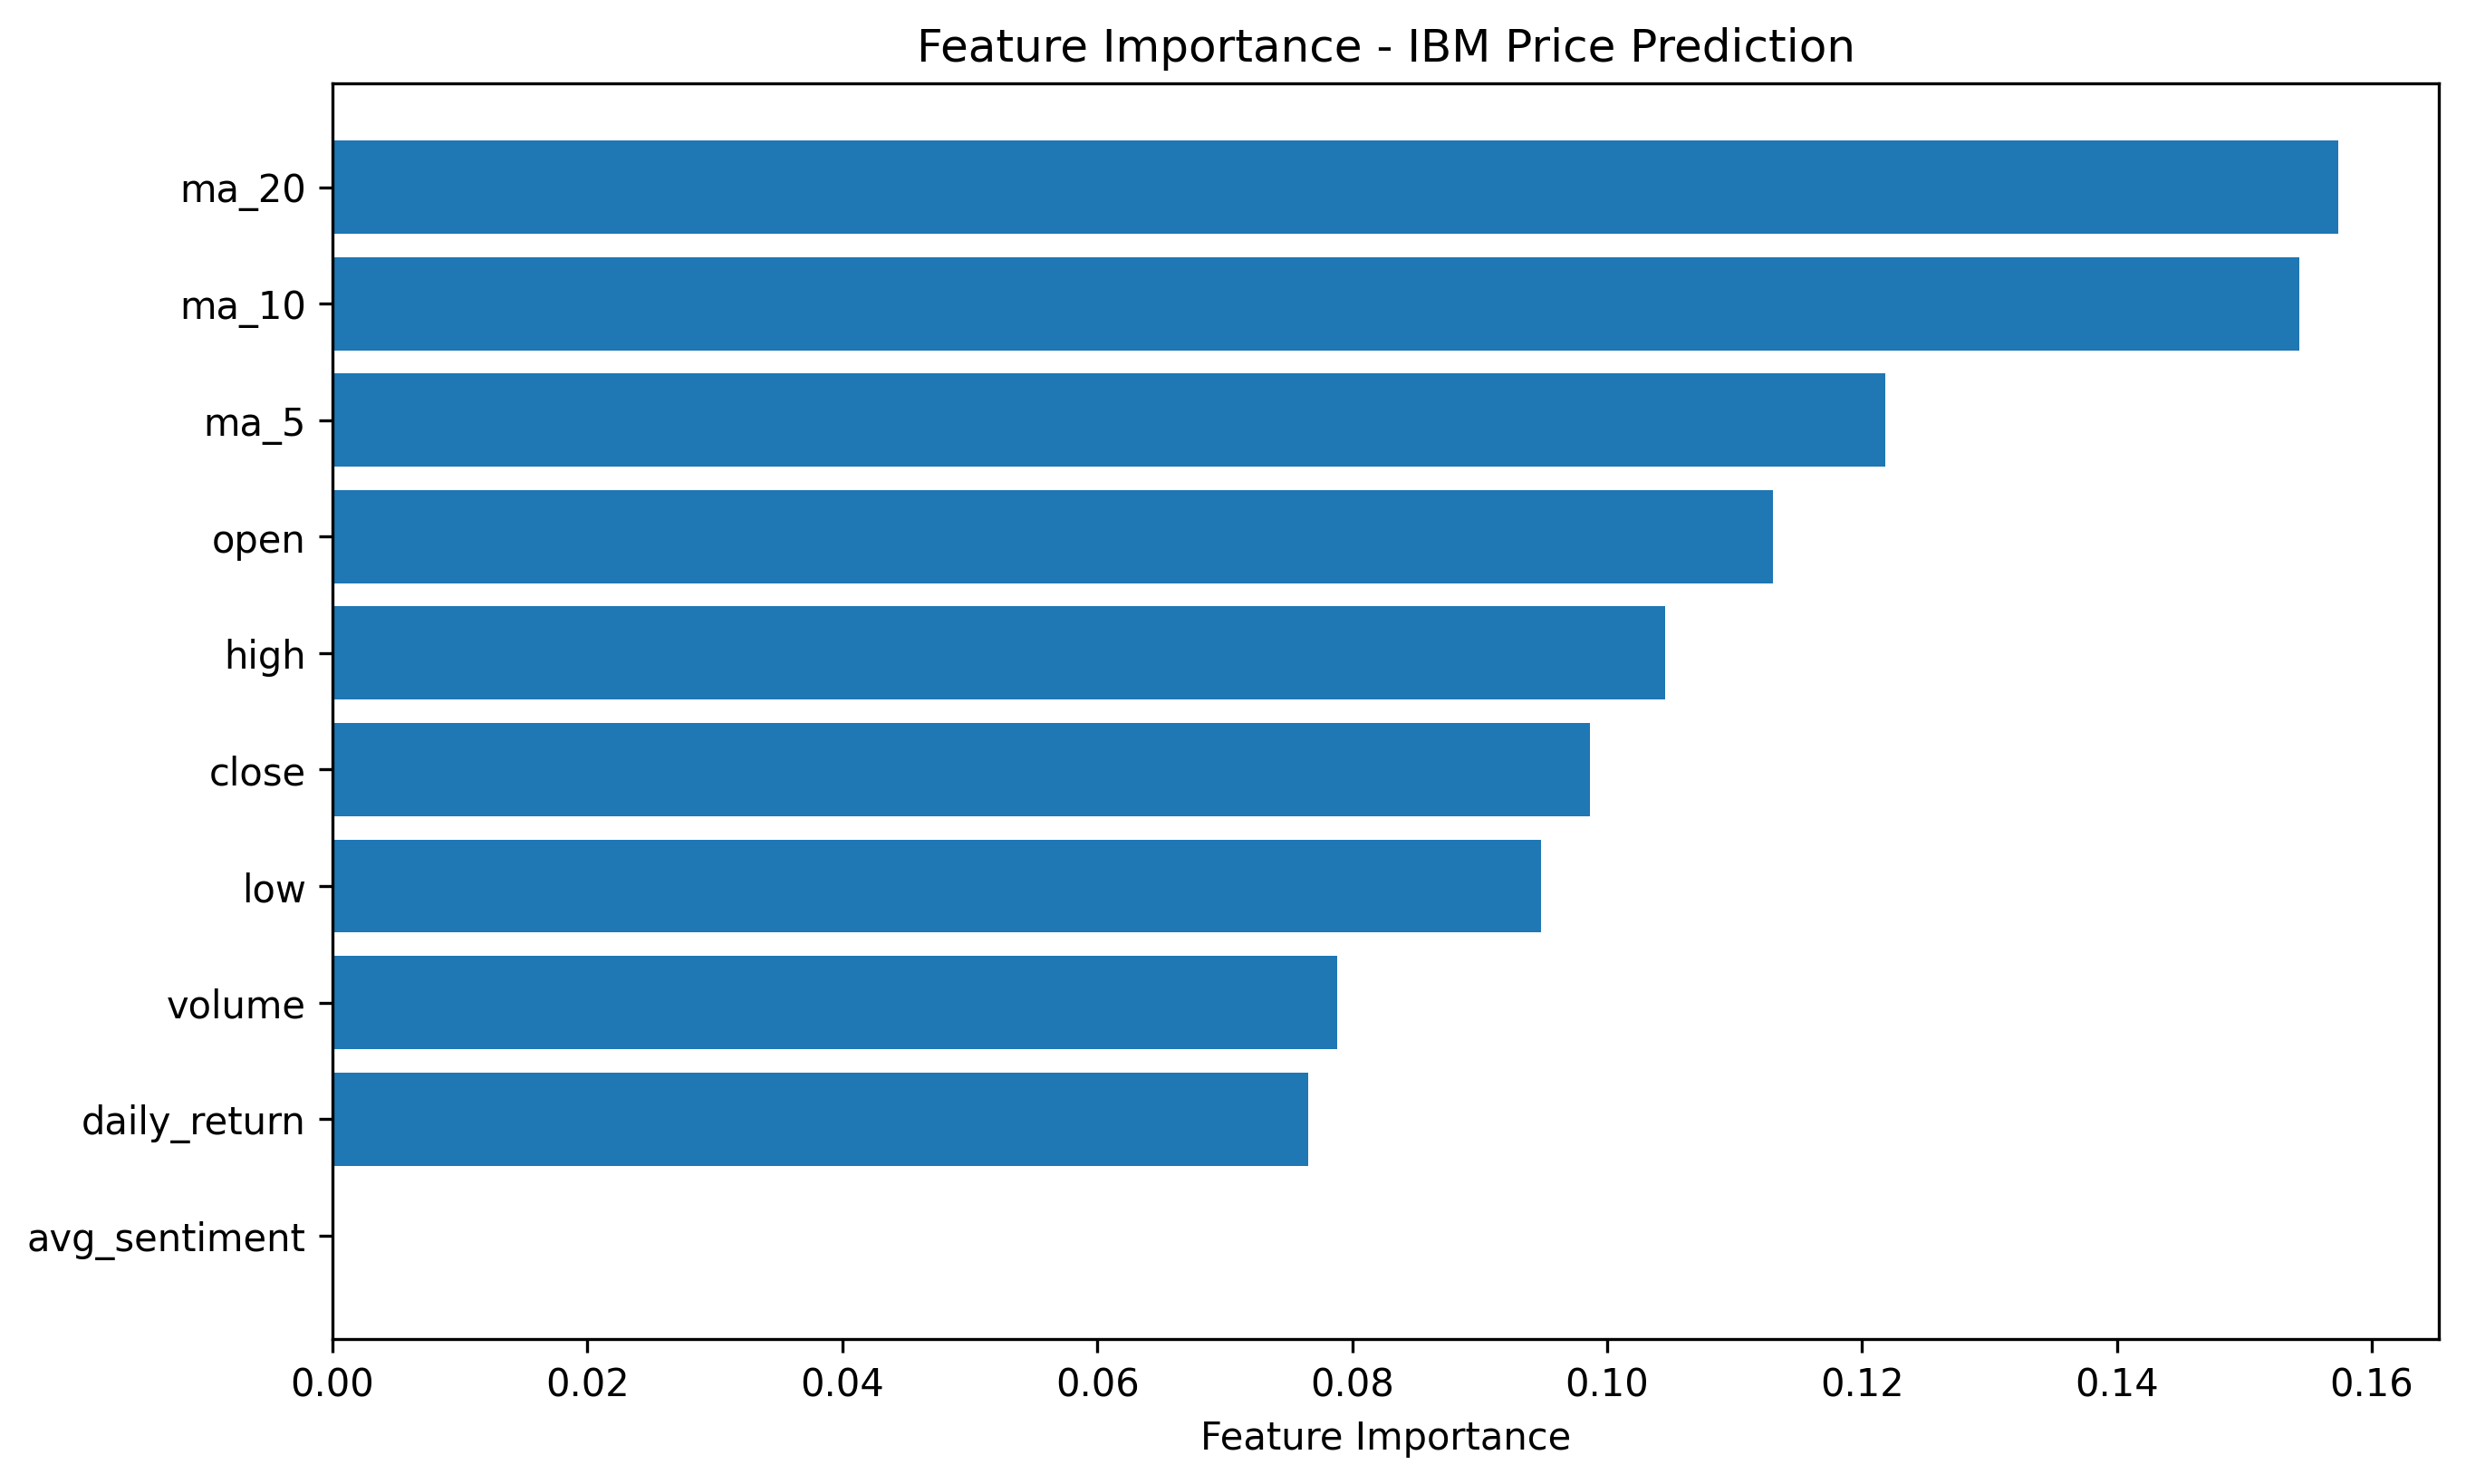 Feature Importance - IBM Price Prediction
ma_20
ma_10
ma_5
open
high
close
low
volume
daily_return
avg_sentiment
0.00 0.02 0.04 0.06 0.08 0.10 0.12 0.14 0.16
Feature Importance